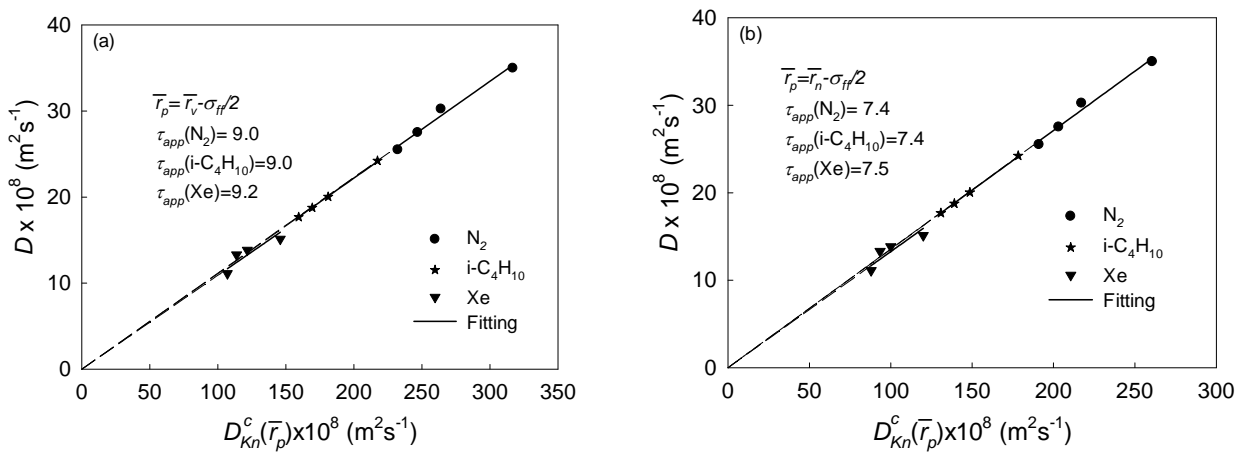 (a)
r̄p=r̄v-σff/2
τapp(N2)= 9.0
τapp(i-C4H10)=9.0
τapp(Xe)=9.2
N2
i-C4H10
Xe
Fitting
40
30
20
10
0
D x 10^8 (m^2s^-1)
0 50 100 150 200 250 300 350
D^c_Kn(r̄p)x10^8 (m^2s^-1)
(b)
r̄p=r̄n-σff/2
τapp(N2)= 7.4
τapp(i-C4H10)=7.4
τapp(Xe)=7.5
N2
i-C4H10
Xe
Fitting
40
30
20
10
0
D x 10^8 (m^2s^-1)
0 50 100 150 200 250 300
D^c_Kn(r̄p)x10^8 (m^2s^-1)